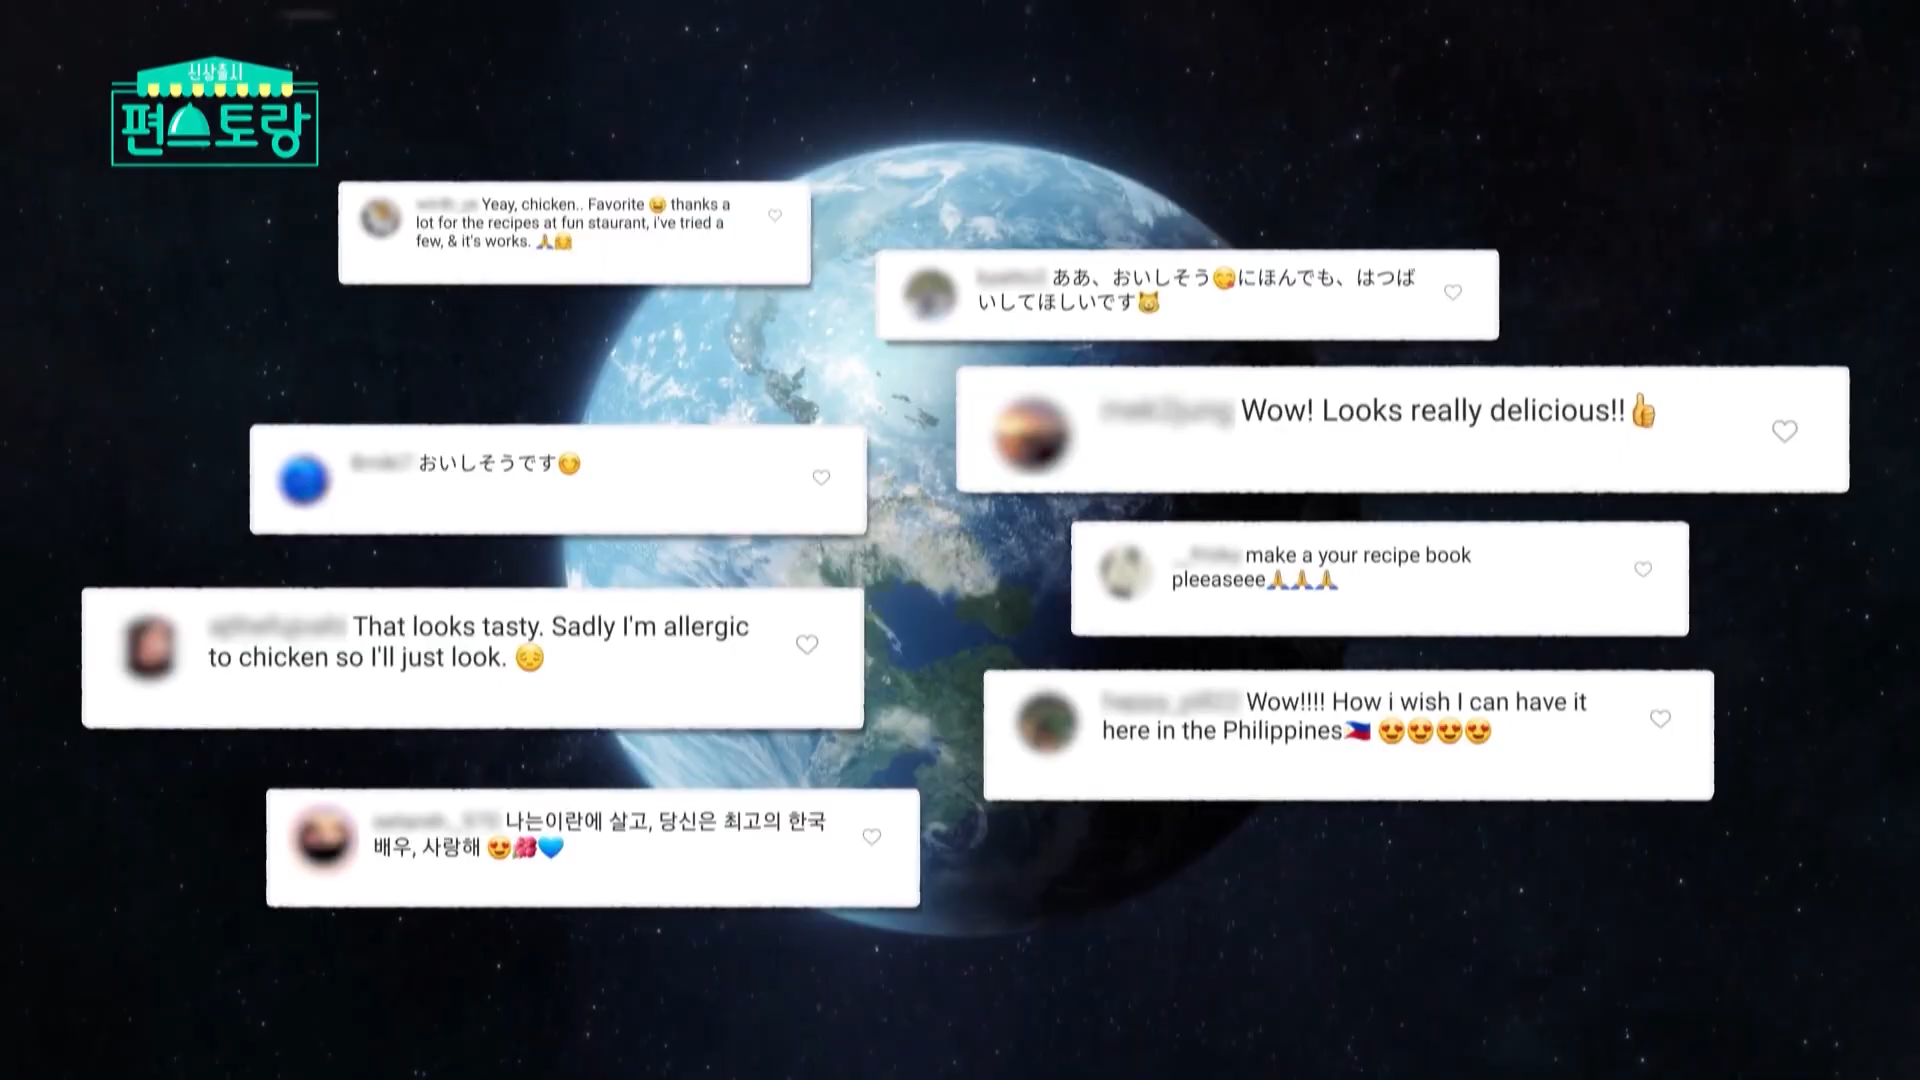 신상출시
편스토랑
Yeay, chicken.. Favorite 😆 thanks a
lot for the recipes at fun staurant, i've tried a
few, & it's works. 🙏🤗
ああ、おいしそう😋にほんでも、はつば
いしてほしいです😺
Wow! Looks really delicious!!👍
おいしそうです😋
make a your recipe book
pleeaseee🙏🙏🙏
That looks tasty. Sadly I'm allergic
to chicken so I'll just look. 😔
Wow!!!! How i wish I can have it
here in the Philippines🇵🇭 😍😍😍😍
나는이란에 살고, 당신은 최고의 한국
배우, 사랑해 😍🌺💙